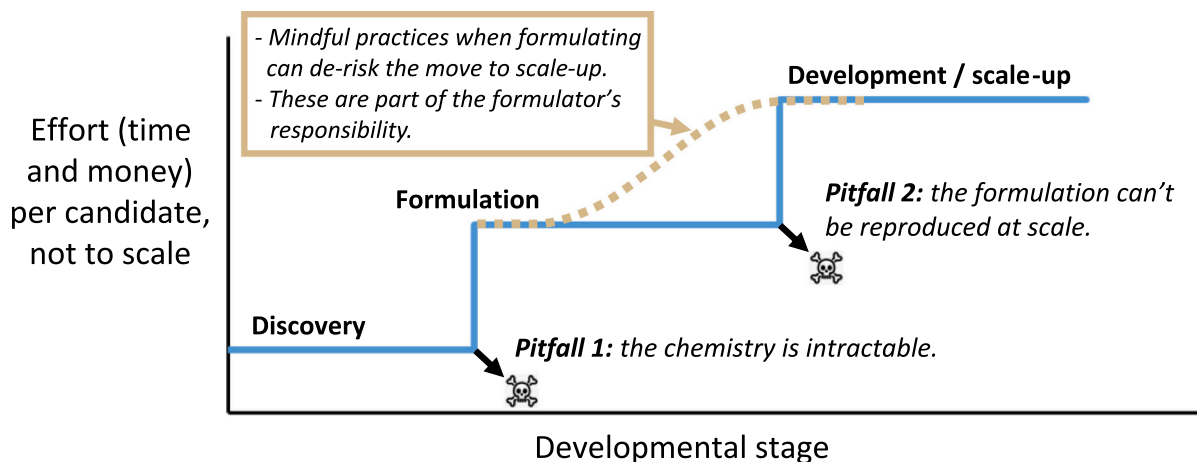 - Mindful practices when formulating
can de-risk the move to scale-up.
- These are part of the formulator’s
responsibility.
Development / scale-up
Effort (time
and money)
per candidate,
not to scale
Formulation
Pitfall 2: the formulation can’t
be reproduced at scale.
Discovery
Pitfall 1: the chemistry is intractable.
Developmental stage